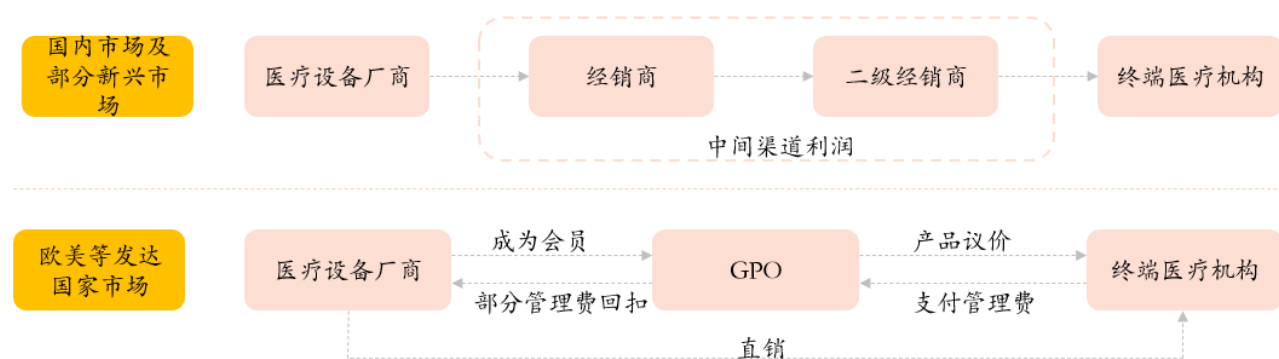 国内市场及
部分新兴市
场
医疗设备厂商
经销商
二级经销商
终端医疗机构
中间渠道利润
欧美等发达
国家市场
医疗设备厂商
成为会员
部分管理费回扣
GPO
产品议价
支付管理费
终端医疗机构
直销